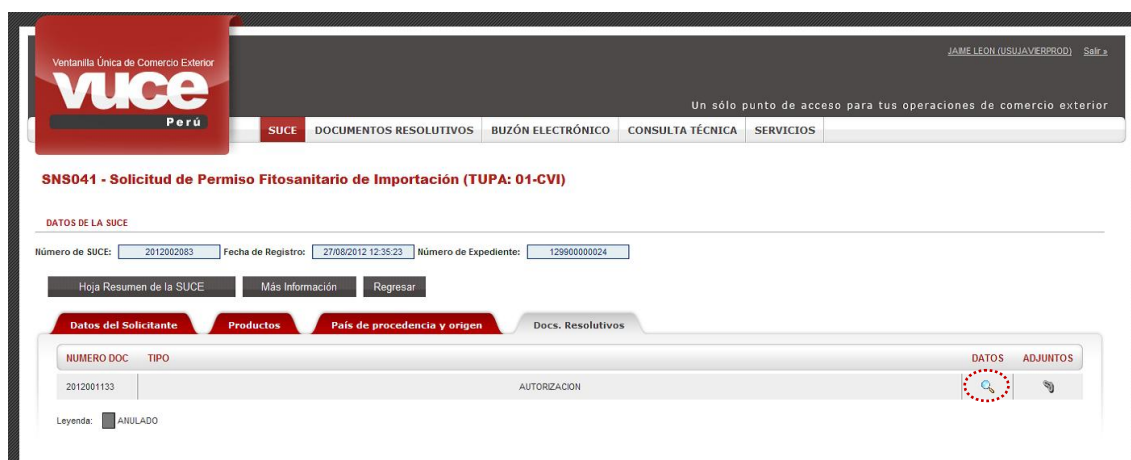 JAIME LEON (USUJAVIERPROD) Salir »
Ventanilla Única de Comercio Exterior
vuce
Perú
Un sólo punto de acceso para tus operaciones de comercio exterior
SUCE DOCUMENTOS RESOLUTIVOS BUZÓN ELECTRÓNICO CONSULTA TÉCNICA SERVICIOS
SNS041 - Solicitud de Permiso Fitosanitario de Importación (TUPA: 01-CVI)
DATOS DE LA SUCE
Número de SUCE: 2012002083 Fecha de Registro: 27/08/2012 12:35:23 Número de Expediente: 129900000024
Hoja Resumen de la SUCE Más Información Regresar
Datos del Solicitante Productos País de procedencia y origen Docs. Resolutivos
NUMERO DOC TIPO DATOS ADJUNTOS
2012001133 AUTORIZACION
Leyenda: ANULADO